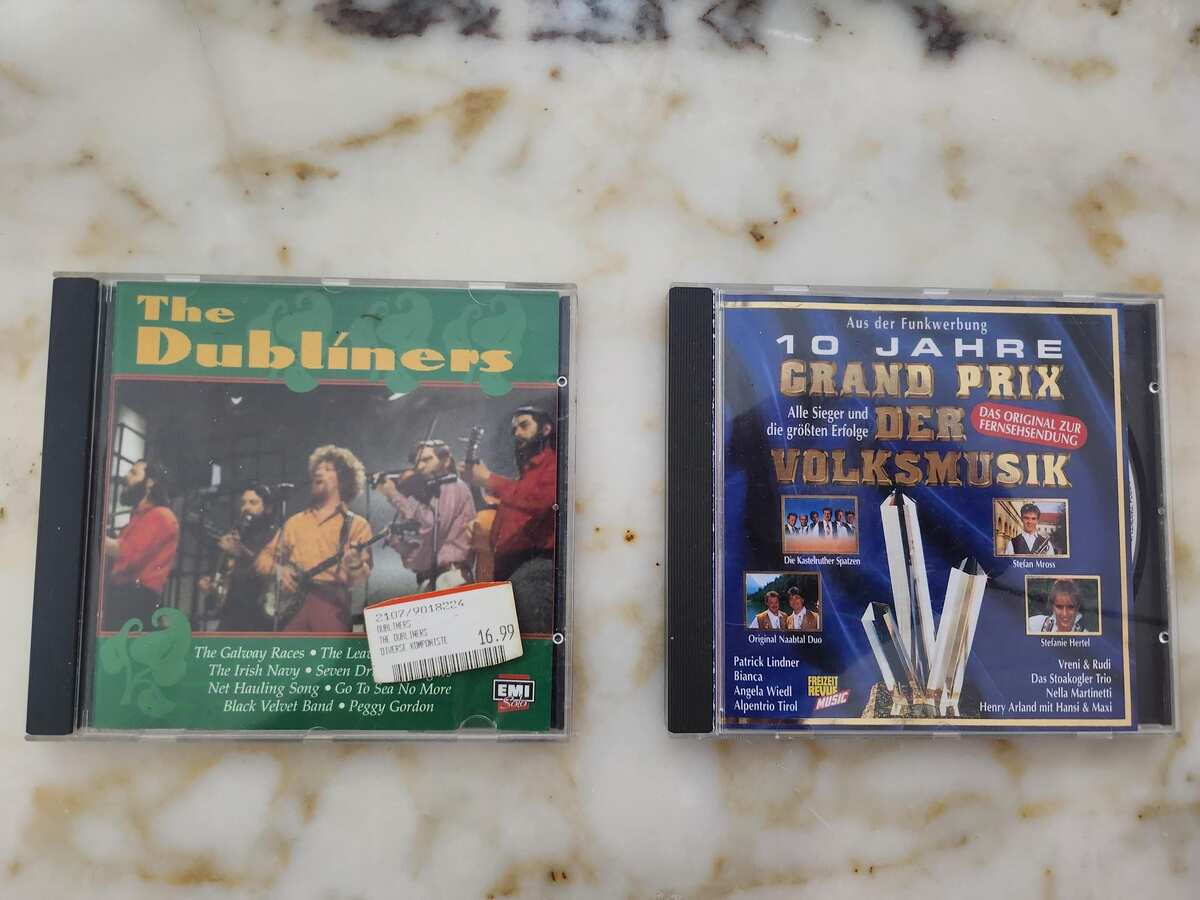 The
Dubliners
2107/9018224
DUBLINERS
THE DUBLINERS
DIVERSE KOMPONISTE
16.99
The Galway Races • The
The Irish Navy • Seven
Net Hauling Song • Go To Sea No More
Black Velvet Band • Peggy Gordon
EMI
Solo
Aus der Funkwerbung
10 JAHRE
GRAND PRIX
Alle Sieger und
die größten Erfolge
DER
DAS ORIGINAL ZUR
FERNSEHSENDUNG
VOLKSMUSIK
Die Kastelruther Spatzen
Stefan Mross
Original Naabtal Duo
Stefanie Hertel
Patrick Lindner
Bianca
Angela Wiedl
Alpentrio Tirol
FREIZEIT
REVUE
MUSIC
Vreni & Rudi
Das Stoakogler Trio
Nella Martinetti
Henry Arland mit Hansi & Maxi